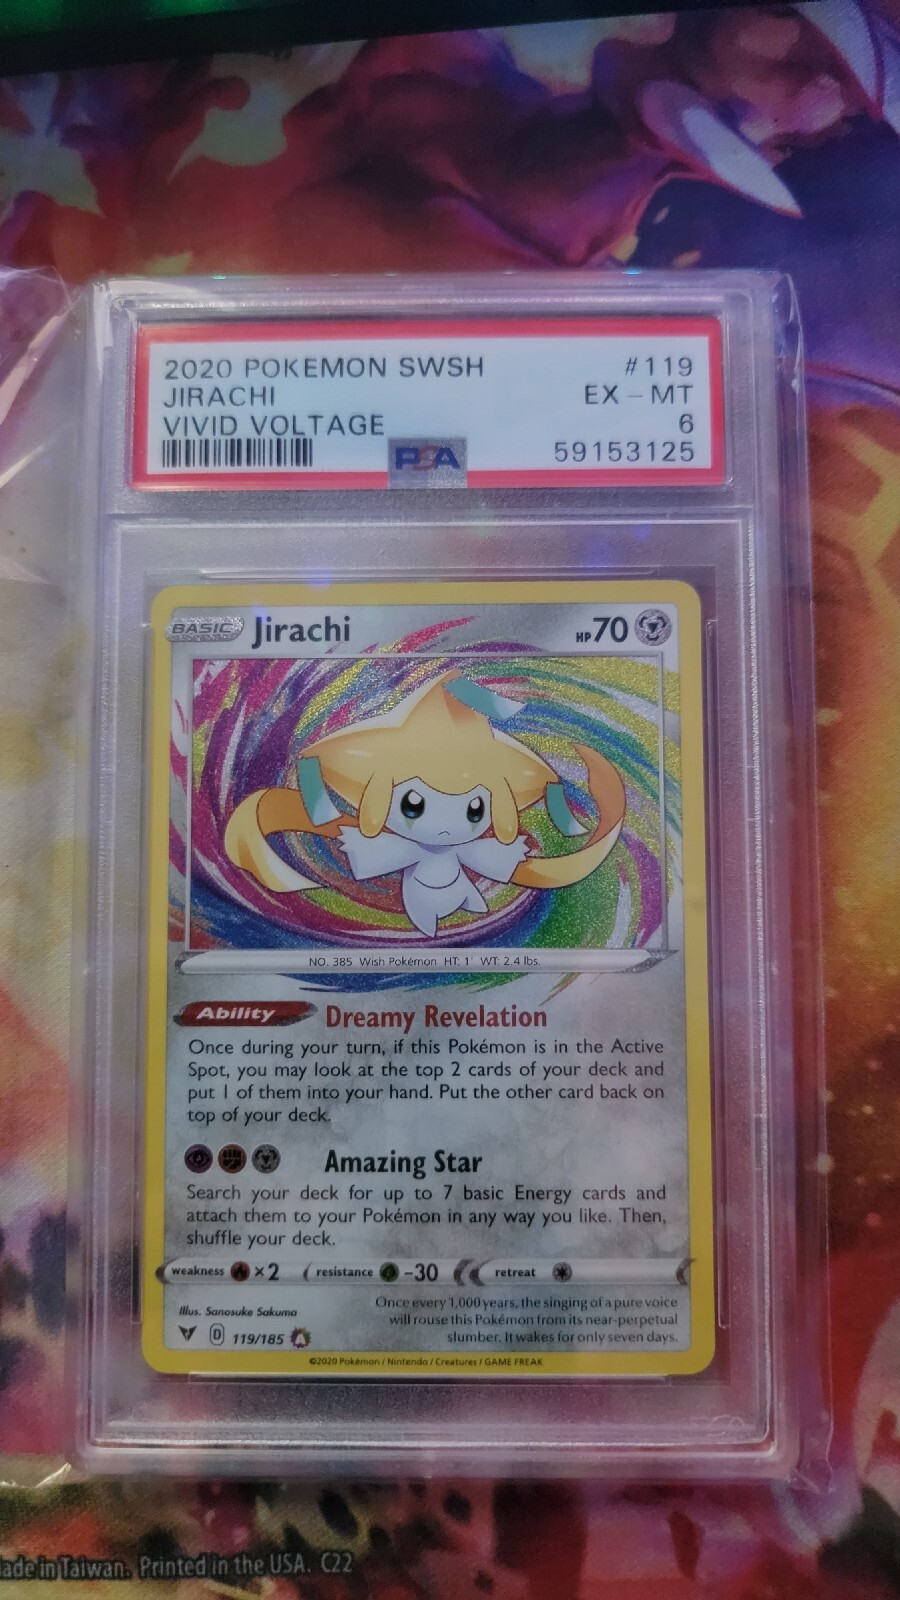 2020 POKEMON SWSH #119
JIRACHI EX - MT
VIVID VOLTAGE 6
PSA 59153125
BASIC Jirachi HP70
NO. 385 Wish Pokémon HT: 1' WT: 2.4 lbs.
Ability Dreamy Revelation
Once during your turn, if this Pokémon is in the Active
Spot, you may look at the top 2 cards of your deck and
put 1 of them into your hand. Put the other card back on
top of your deck.
Amazing Star
Search your deck for up to 7 basic Energy cards and
attach them to your Pokémon in any way you like. Then,
shuffle your deck.
weakness ×2 resistance -30 retreat
Illus. Sanosuke Sakuma
Once every 1,000 years, the singing of a pure voice
will rouse this Pokémon from its near-perpetual
slumber. It wakes for only seven days.
D 119/185 A
©2020 Pokémon / Nintendo / Creatures / GAME FREAK
ade in Taiwan. Printed in the USA. C22